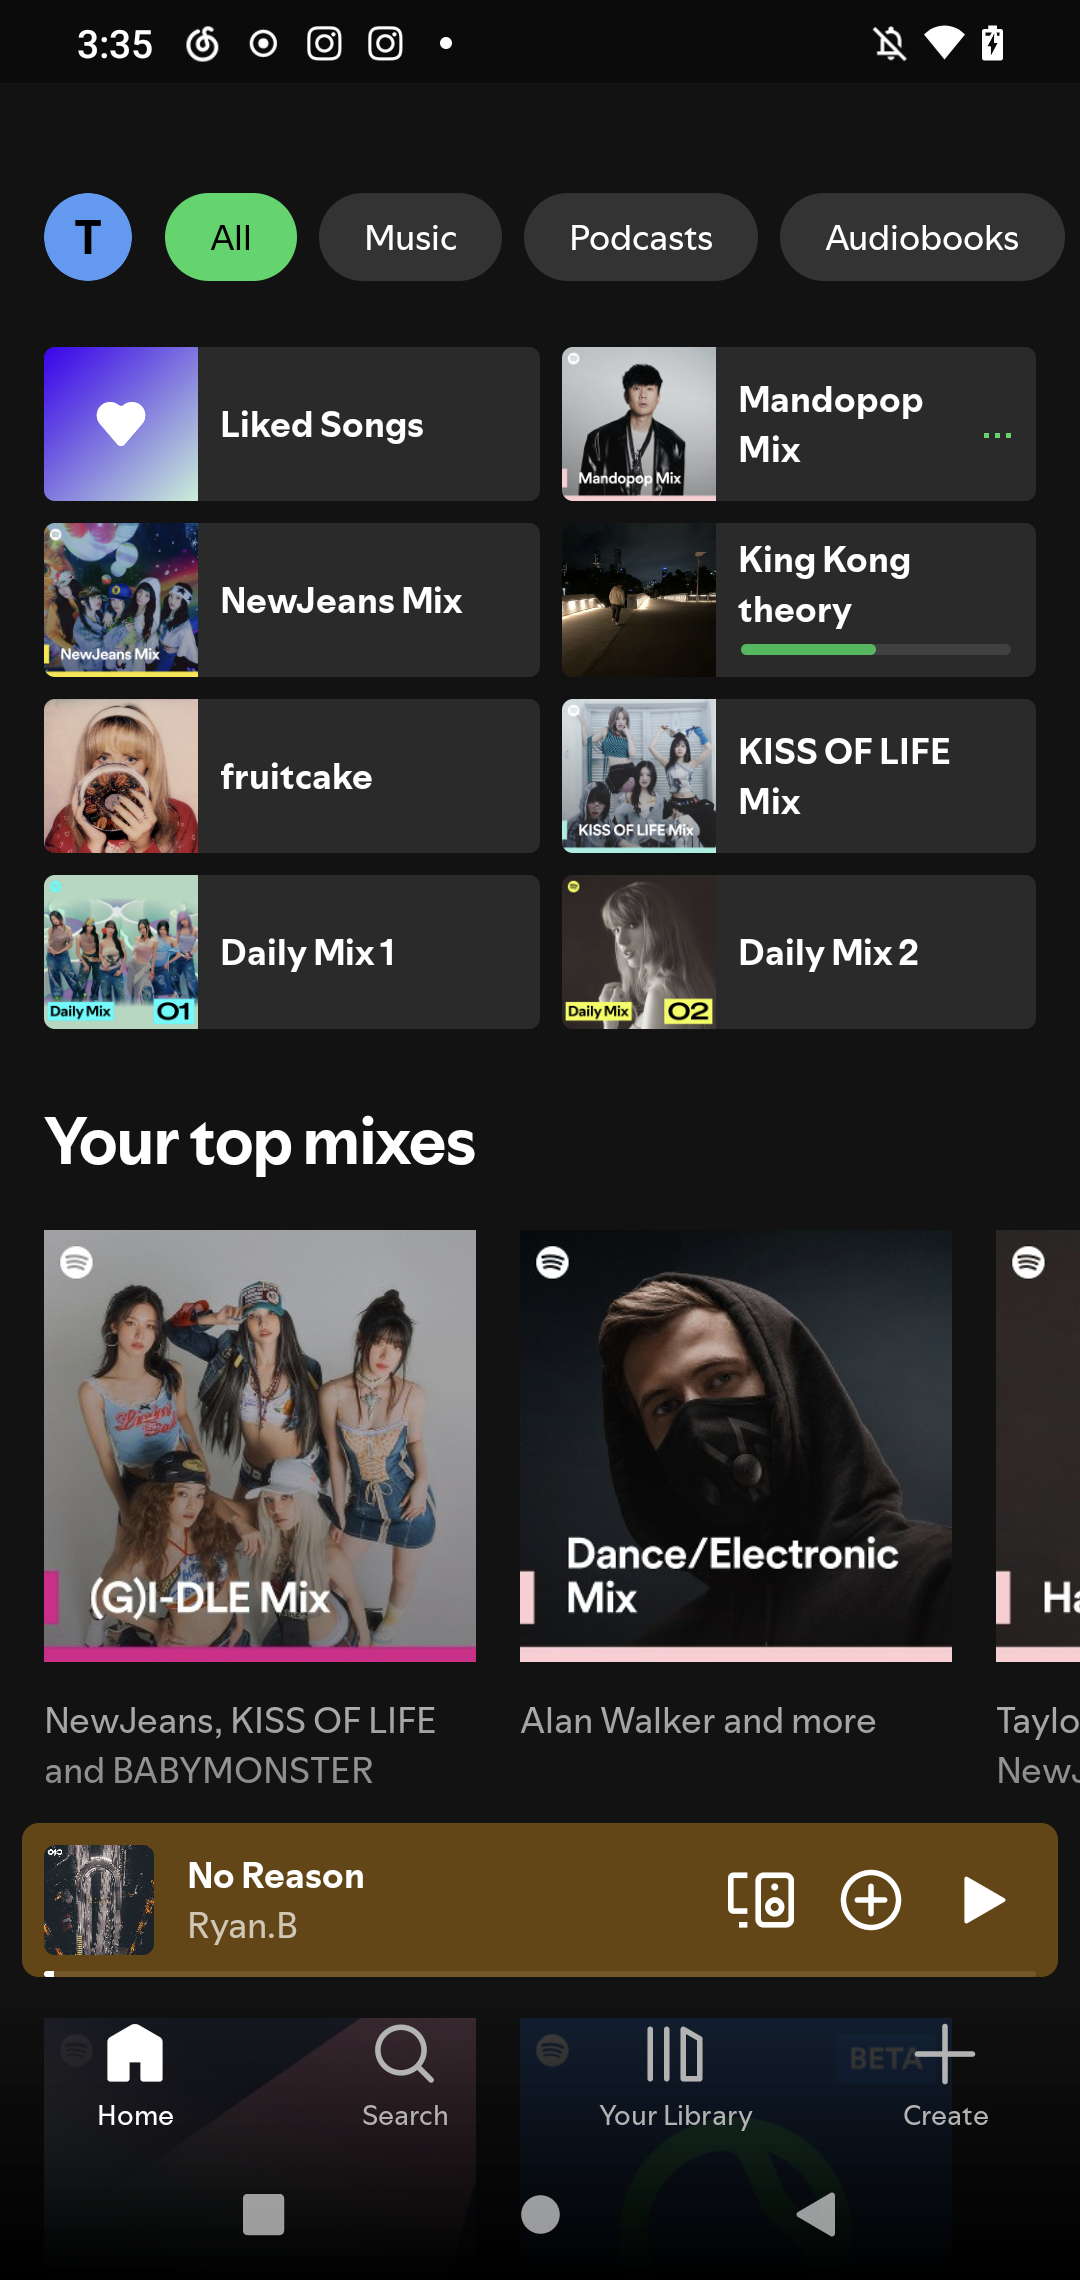 3:35
T
All
Music
Podcasts
Audiobooks
Liked Songs
Mandopop Mix
Mandopop
Mix
NewJeans Mix
NewJeans Mix
King Kong
theory
fruitcake
KISS OF LIFE Mix
KISS OF LIFE
Mix
Daily Mix 01
Daily Mix 1
Daily Mix 02
Daily Mix 2
Your top mixes
(G)I-DLE Mix
Dance/Electronic
Mix
Ha
NewJeans, KISS OF LIFE
and BABYMONSTER
Alan Walker and more
Taylo
NewJ
No Reason
Ryan.B
BETA
Home
Search
Your Library
Create